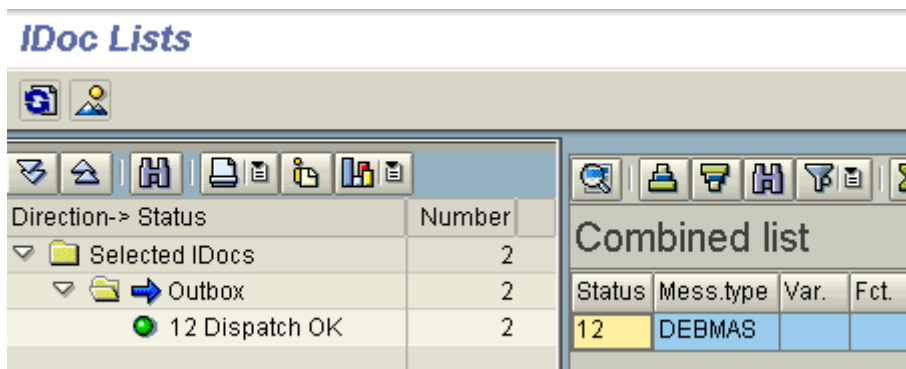 IDoc Lists
Direction-> Status Number
Selected IDocs 2
Outbox 2
12 Dispatch OK 2
Combined list
Status Mess.type Var. Fct.
12 DEBMAS